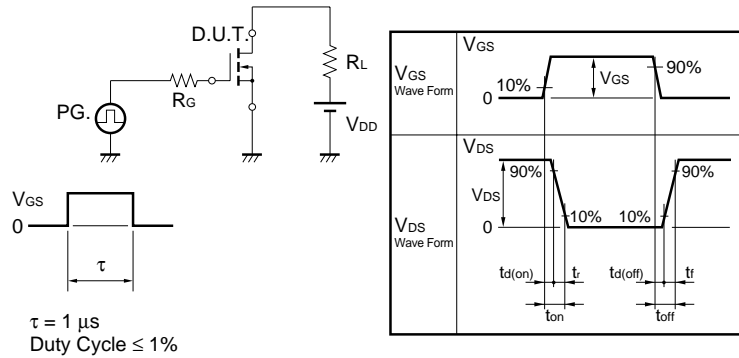 D.U.T.
RL
RG
PG.
VDD
VGS
0
τ
τ = 1 μs
Duty Cycle ≤ 1%
VGS
Wave Form
VGS
10%
VGS
90%
0
VDS
Wave Form
VDS
90%
90%
VDS
10%
10%
0
td(on)
tr
td(off)
tf
ton
toff